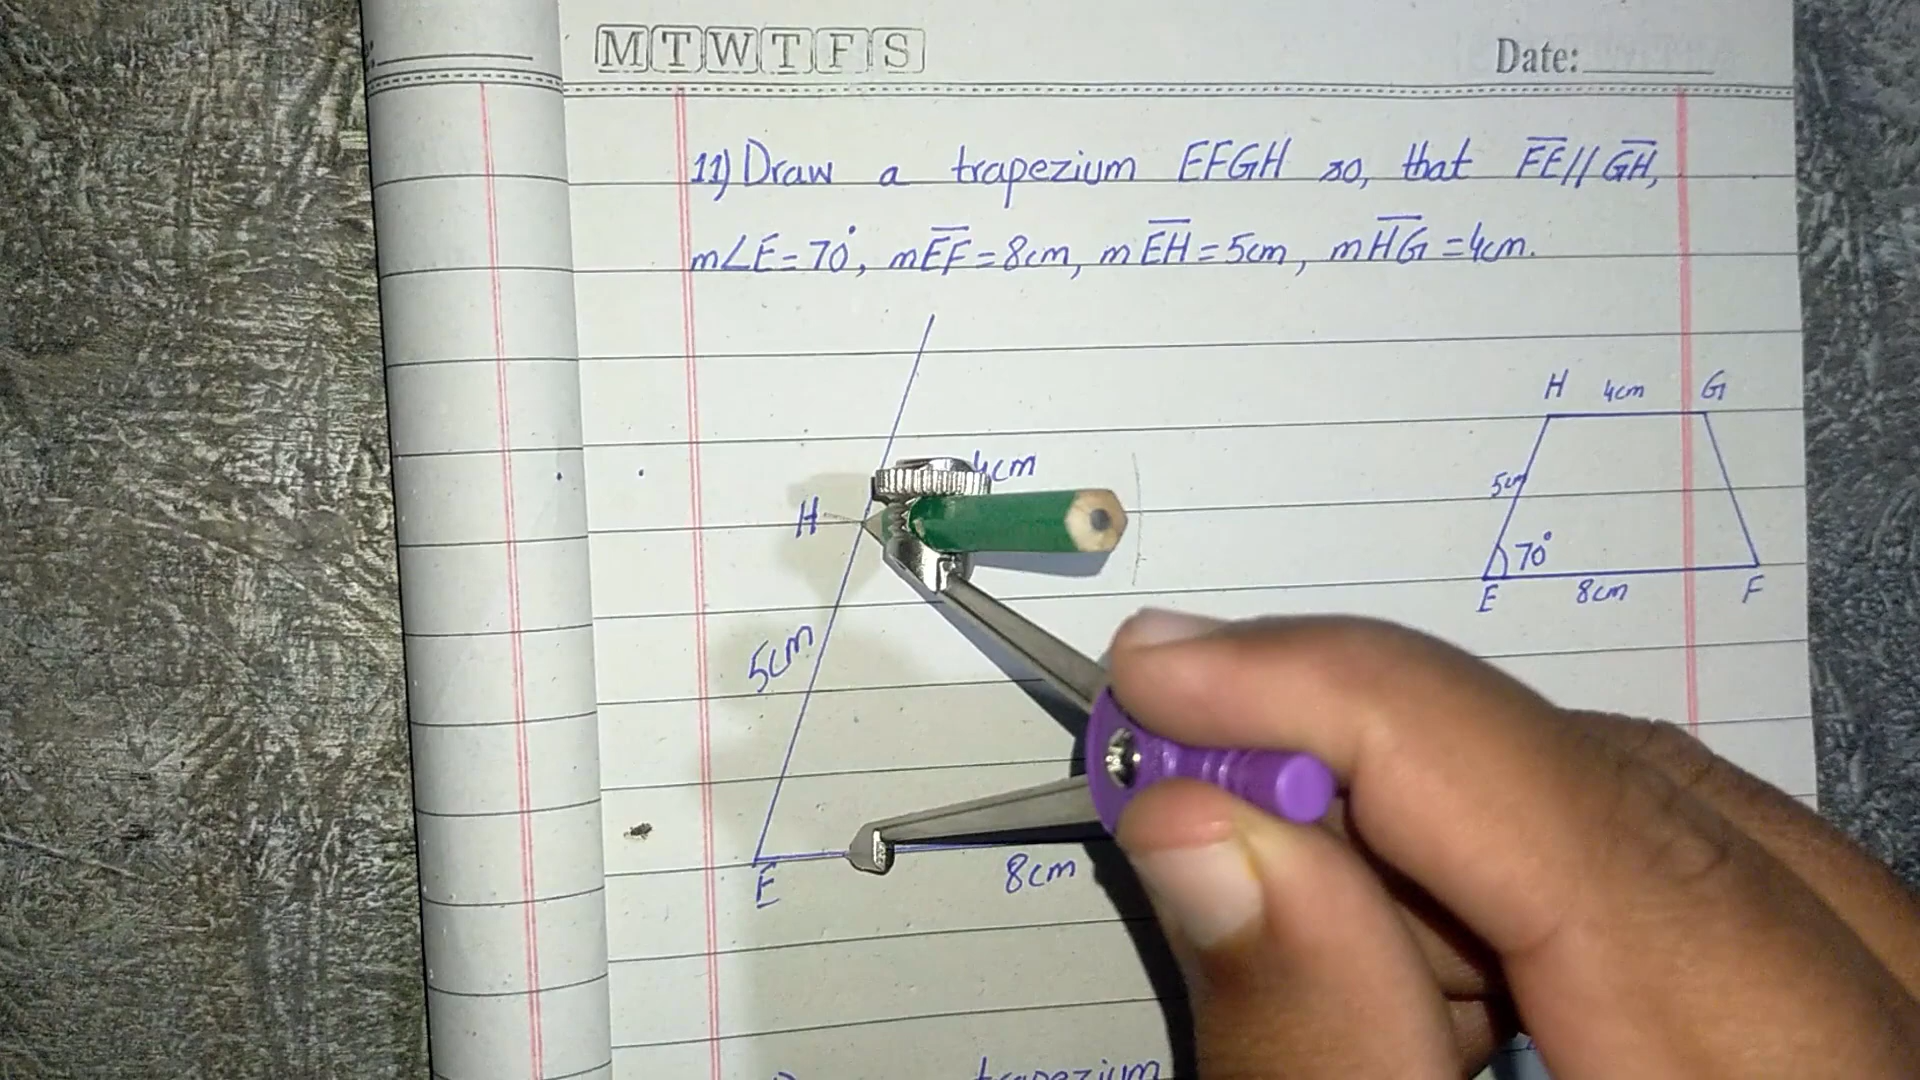 M T W T F S
Date:
11) Draw a trapezium EFGH so, that FE // GH,
m∠E = 70°, mEF = 8cm, mEH = 5cm, mHG = 4cm.
H 4cm G
4cm
5cm
H
70°
E 8cm F
5cm
8cm
E
trapezium